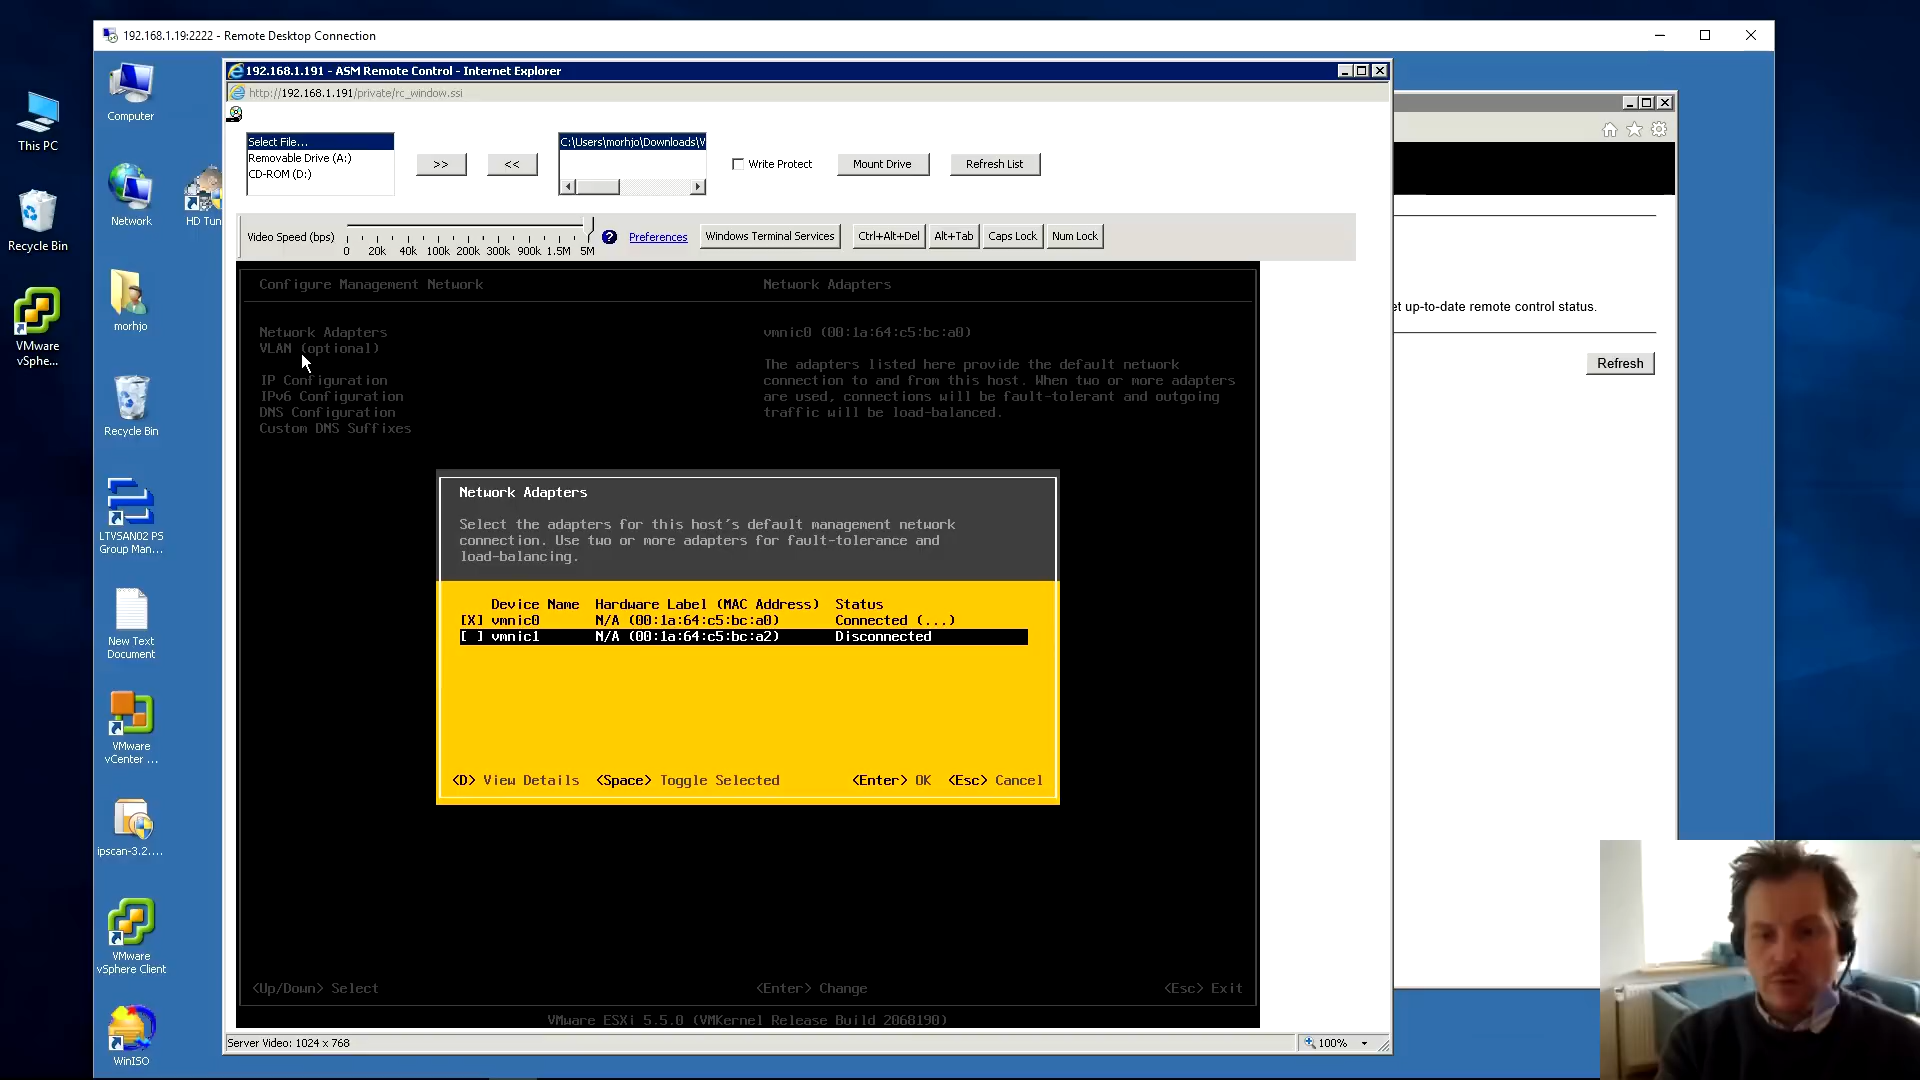 192.168.1.19:2222 - Remote Desktop Connection
This PC
Recycle Bin
VMware
vSphe...
Computer
Network
HD Tun
morhjo
Recycle Bin
LTVSAN02 PS
Group Man...
New Text
Document
VMware
vCenter ...
ipscan-3.2....
VMware
vSphere Client
WinISO
192.168.1.191 - ASM Remote Control - Internet Explorer
http://192.168.1.191/private/rc_window.ssi
Select File...
Removable Drive (A:)
CD-ROM (D:)
>>
<<
C:\Users\morhjo\Downloads\V
Write Protect
Mount Drive
Refresh List
Video Speed (bps)
0 20k 40k 100k 200k 300k 900k 1.5M 5M
?
Preferences
Windows Terminal Services
Ctrl+Alt+Del
Alt+Tab
Caps Lock
Num Lock
Configure Management Network
Network Adapters
Network Adapters
VLAN (optional)
IP Configuration
IPv6 Configuration
DNS Configuration
Custom DNS Suffixes
vmnic0 (00:1a:64:c5:bc:a0)
The adapters listed here provide the default network
connection to and from this host. When two or more adapters
are used, connections will be fault-tolerant and outgoing
traffic will be load-balanced.
Network Adapters
Select the adapters for this host's default management network
connection. Use two or more adapters for fault-tolerance and
load-balancing.
Device Name Hardware Label (MAC Address) Status
[X] vmnic0 N/A (00:1a:64:c5:bc:a0) Connected (...)
[ ] vmnic1 N/A (00:1a:64:c5:bc:a2) Disconnected
<D> View Details <Space> Toggle Selected <Enter> OK <Esc> Cancel
<Up/Down> Select <Enter> Change <Esc> Exit
VMware ESXi 5.5.0 (VMKernel Release Build 2068190)
Server Video: 1024 x 768
100%
et up-to-date remote control status.
Refresh